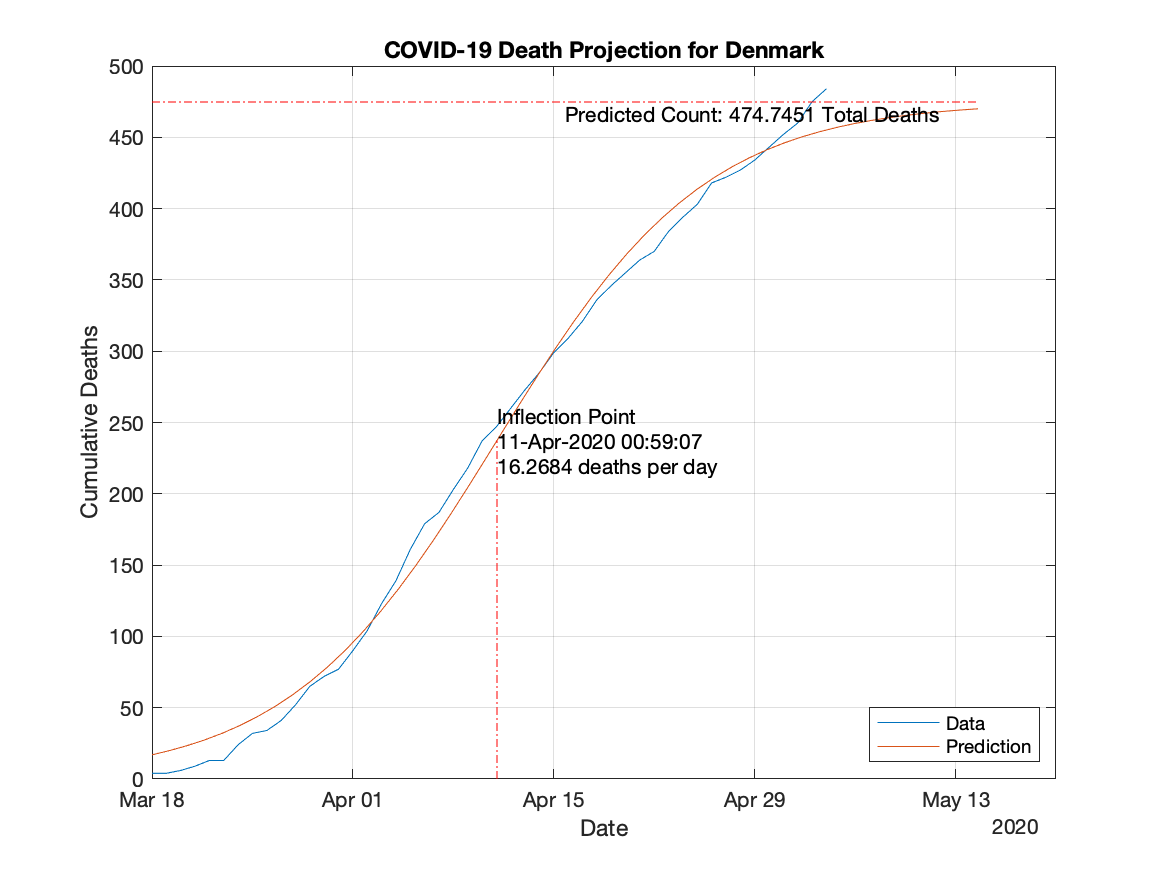 COVID-19 Death Projection for Denmark
500
450
400
350
300
250
200
150
100
50
0
Cumulative Deaths
Predicted Count: 474.7451 Total Deaths
Inflection Point
11-Apr-2020 00:59:07
16.2684 deaths per day
Data
Prediction
Mar 18 Apr 01 Apr 15 Apr 29 May 13
Date
2020